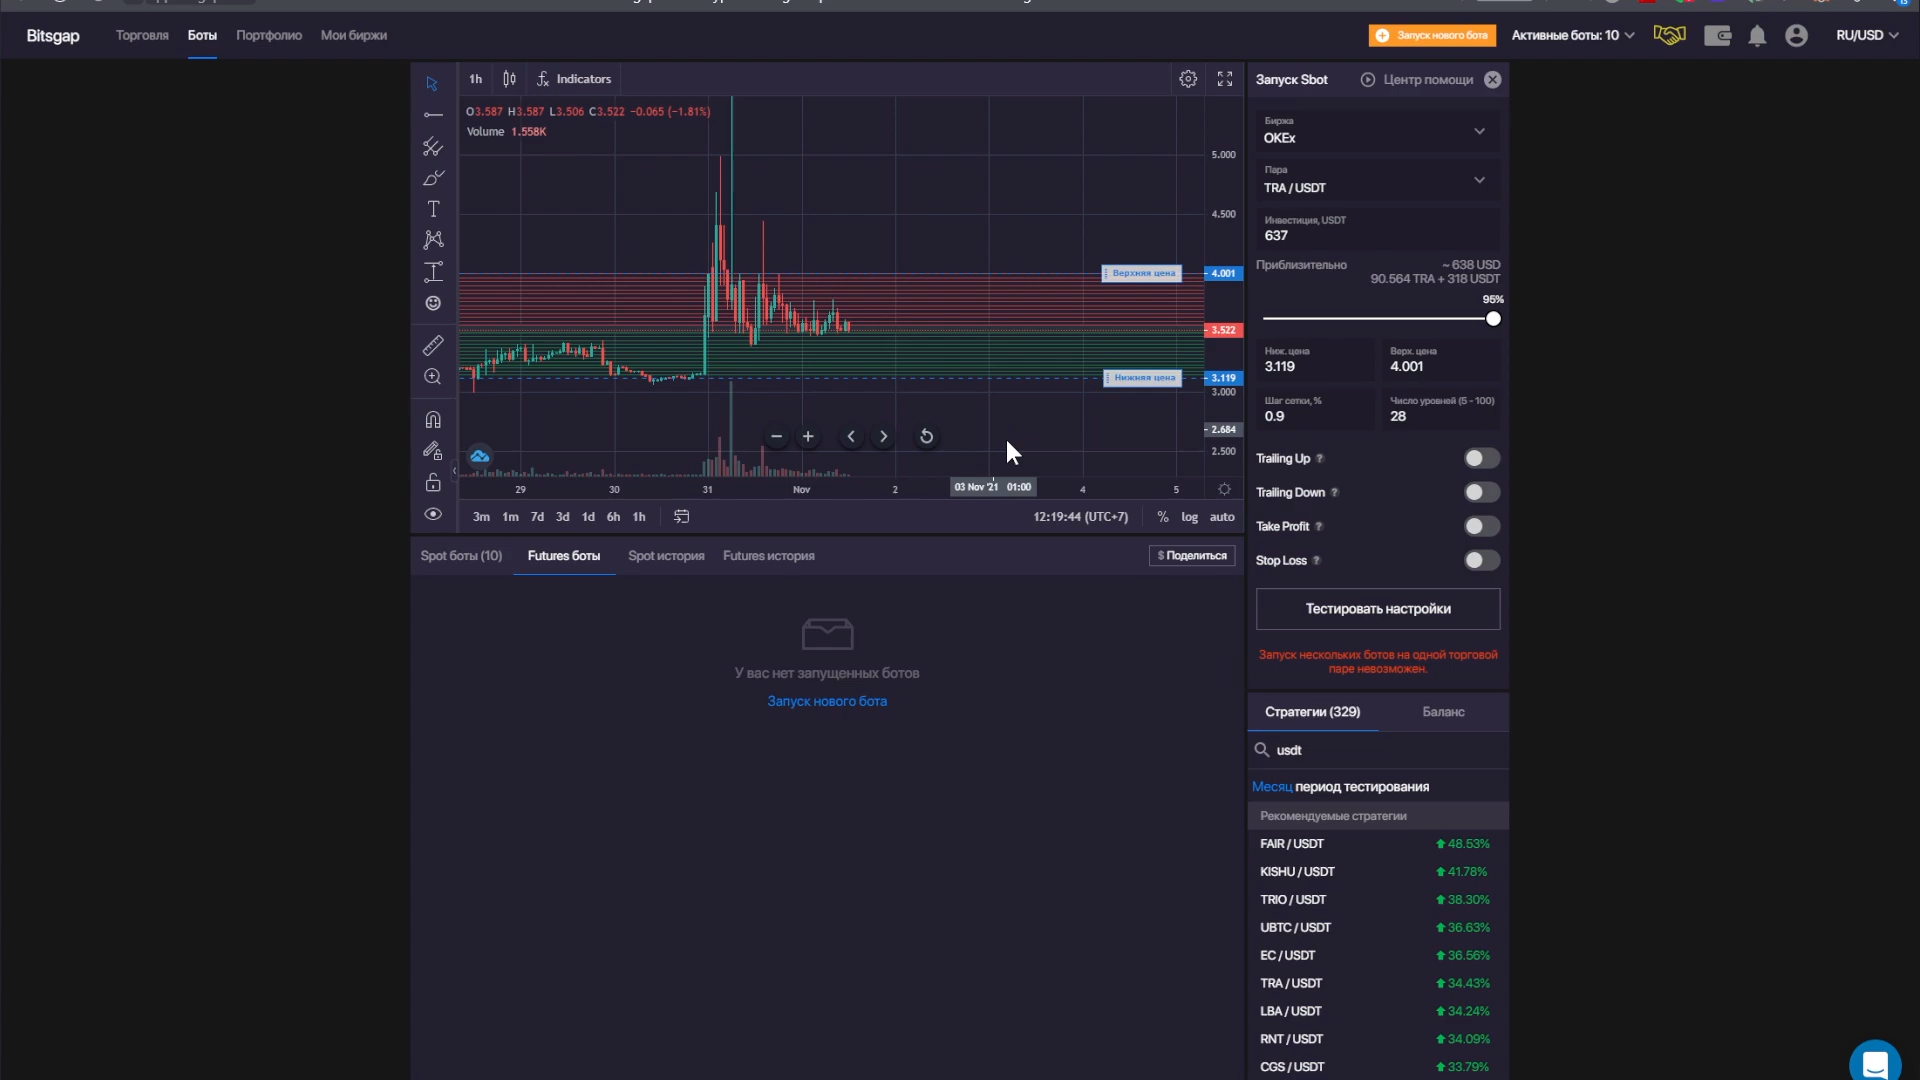 Bitsgap
Торговля
Боты
Портфолио
Мои биржи
Запуск нового бота
Активные боты: 10
RU/USD
1h
Indicators
O3.587 H3.587 L3.506 C3.522 −0.065 (−1.81%)
Volume 1.558K
5.000
4.500
Верхняя цена
4.001
3.522
Нижняя цена
3.119
3.000
2.684
2.500
29
30
31
Nov
2
03 Nov '21 01:00
4
5
3m 1m 7d 3d 1d 6h 1h
12:19:44 (UTC+7)
% log auto
Запуск Sbot
Центр помощи
Биржа
OKEx
Пара
TRA / USDT
Инвестиция, USDT
637
Приблизительно
~ 638 USD
90.564 TRA + 318 USDT
95%
Ниж. цена
3.119
Верх. цена
4.001
Шаг сетки, %
0.9
Число уровней (5 - 100)
28
Trailing Up ?
Trailing Down ?
Take Profit ?
Stop Loss ?
Тестировать настройки
Запуск нескольких ботов на одной торговой
паре невозможен.
Spot боты (10)
Futures боты
Spot история
Futures история
$ Поделиться
У вас нет запущенных ботов
Запуск нового бота
Стратегии (329)
Баланс
usdt
Месяц период тестирования
Рекомендуемые стратегии
FAIR / USDT 48.53%
KISHU / USDT 41.78%
TRIO / USDT 38.30%
UBTC / USDT 36.63%
EC / USDT 36.56%
TRA / USDT 34.43%
LBA / USDT 34.24%
RNT / USDT 34.09%
CGS / USDT 33.79%